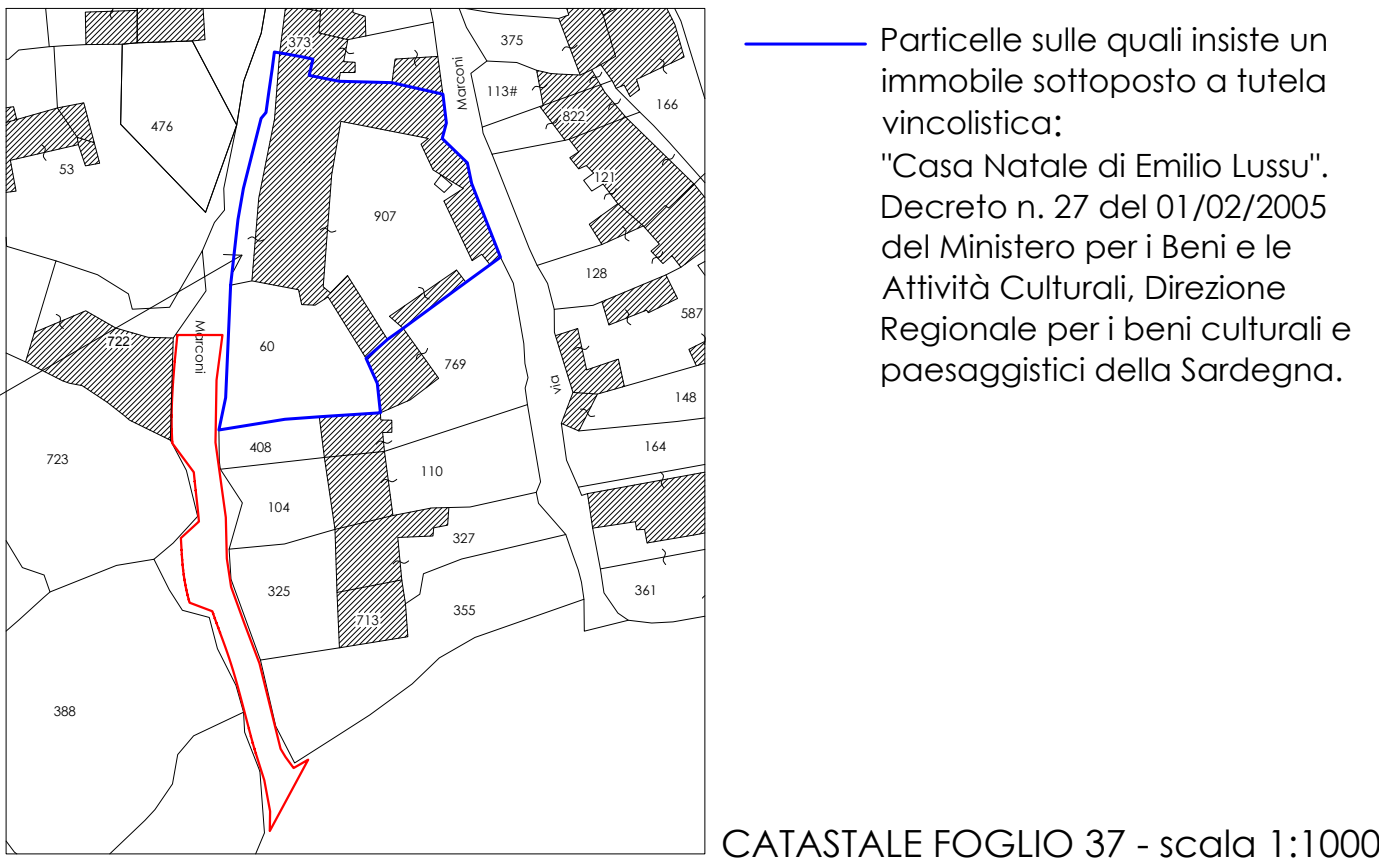 373
375
Marconi
113#
166
822
476
53
121
907
128
587
722
Marconi
60
769
via
148
408
164
723
110
104
327
325
361
713
355
388
Particelle sulle quali insiste un
immobile sottoposto a tutela
vincolistica:
"Casa Natale di Emilio Lussu".
Decreto n. 27 del 01/02/2005
del Ministero per i Beni e le
Attività Culturali, Direzione
Regionale per i beni culturali e
paesaggistici della Sardegna.
CATASTALE FOGLIO 37 - scala 1:1000